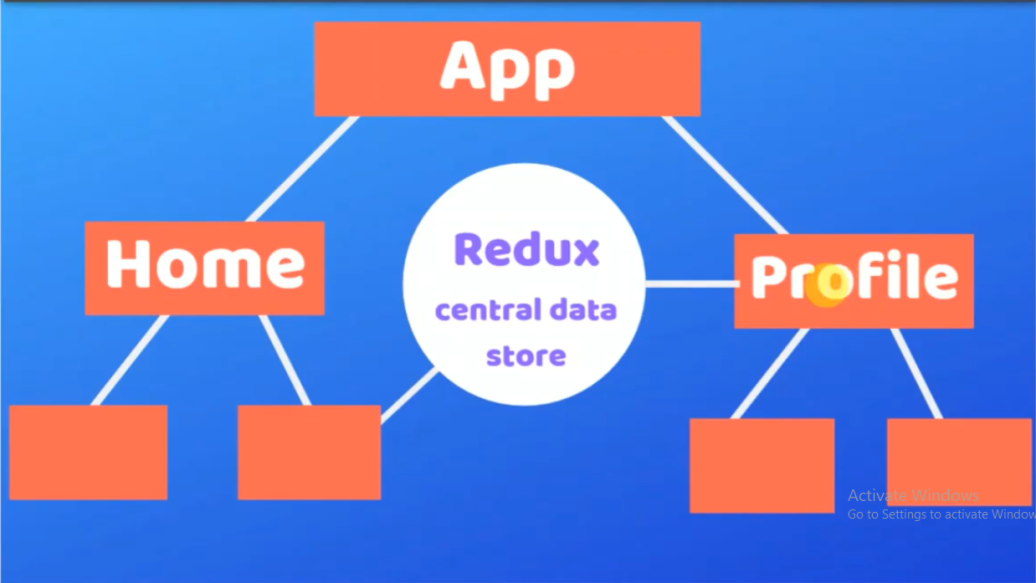 App
Home
Redux
central data
store
Profile
Activate Windows
Go to Settings to activate Window